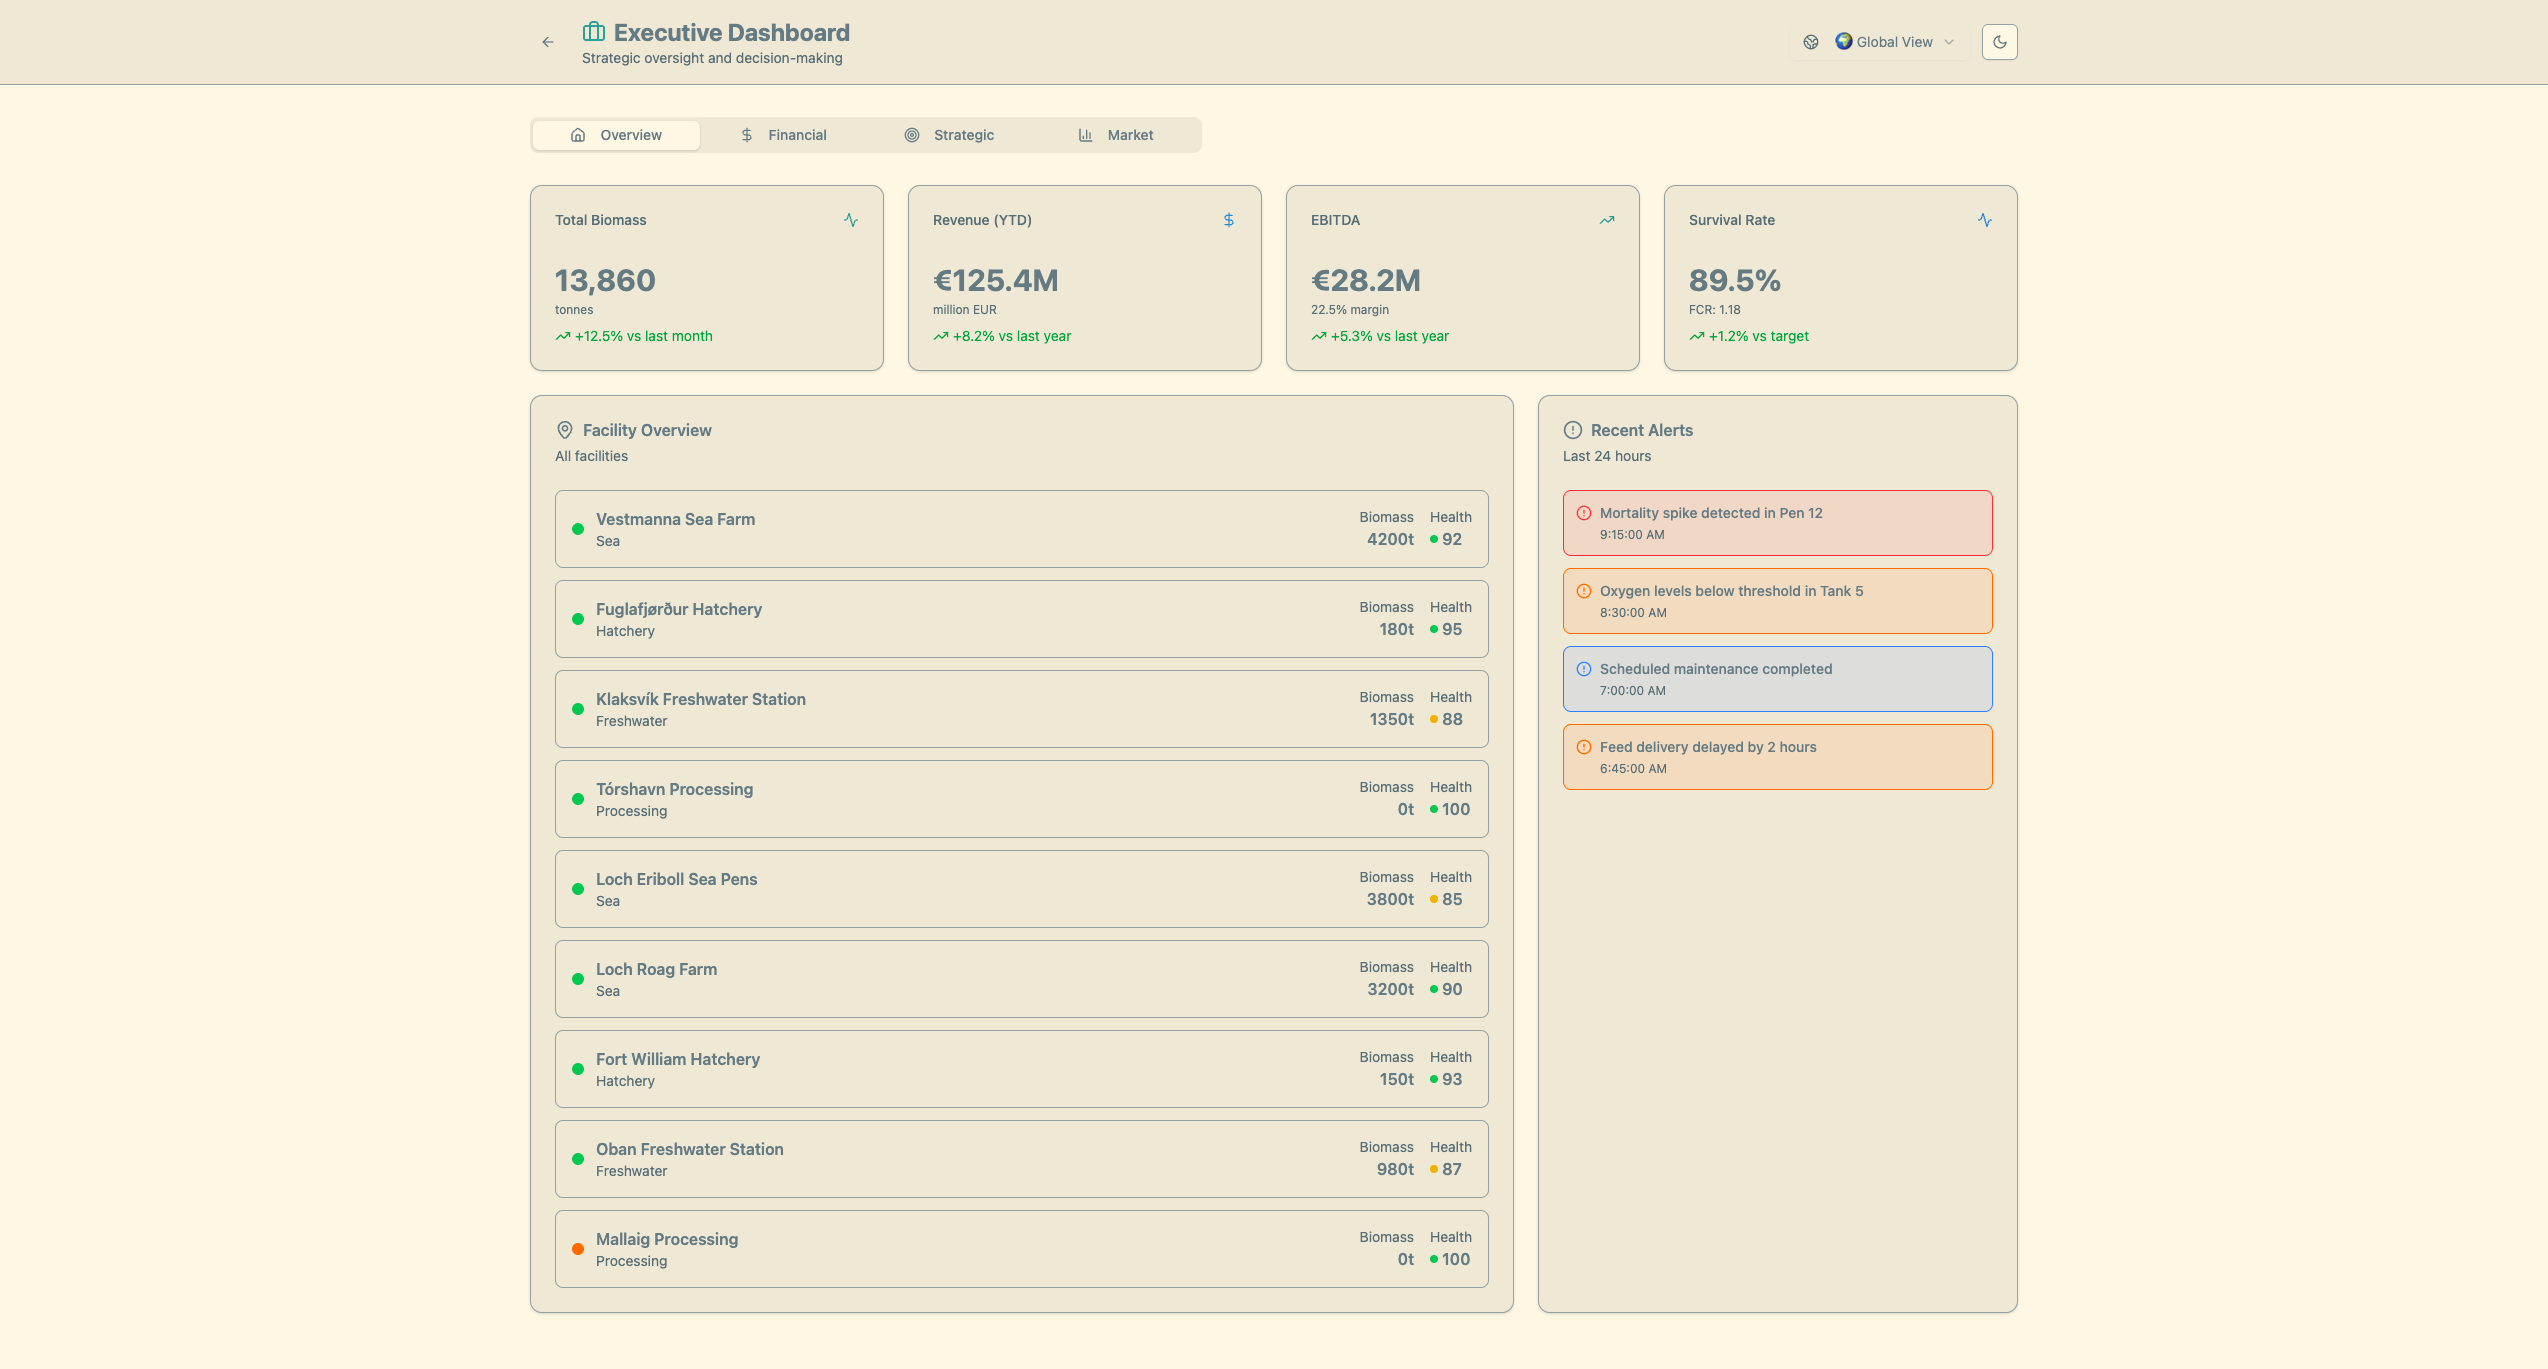 Executive Dashboard
Strategic oversight and decision-making
Global View
Overview
Financial
Strategic
Market
Total Biomass
13,860
tonnes
+12.5% vs last month
Revenue (YTD)
€125.4M
million EUR
+8.2% vs last year
EBITDA
€28.2M
22.5% margin
+5.3% vs last year
Survival Rate
89.5%
FCR: 1.18
+1.2% vs target
Facility Overview
All facilities
Vestmanna Sea Farm
Sea
Biomass Health
4200t 92
Fuglafjørður Hatchery
Hatchery
Biomass Health
180t 95
Klaksvík Freshwater Station
Freshwater
Biomass Health
1350t 88
Tórshavn Processing
Processing
Biomass Health
0t 100
Loch Eriboll Sea Pens
Sea
Biomass Health
3800t 85
Loch Roag Farm
Sea
Biomass Health
3200t 90
Fort William Hatchery
Hatchery
Biomass Health
150t 93
Oban Freshwater Station
Freshwater
Biomass Health
980t 87
Mallaig Processing
Processing
Biomass Health
0t 100
Recent Alerts
Last 24 hours
Mortality spike detected in Pen 12
9:15:00 AM
Oxygen levels below threshold in Tank 5
8:30:00 AM
Scheduled maintenance completed
7:00:00 AM
Feed delivery delayed by 2 hours
6:45:00 AM